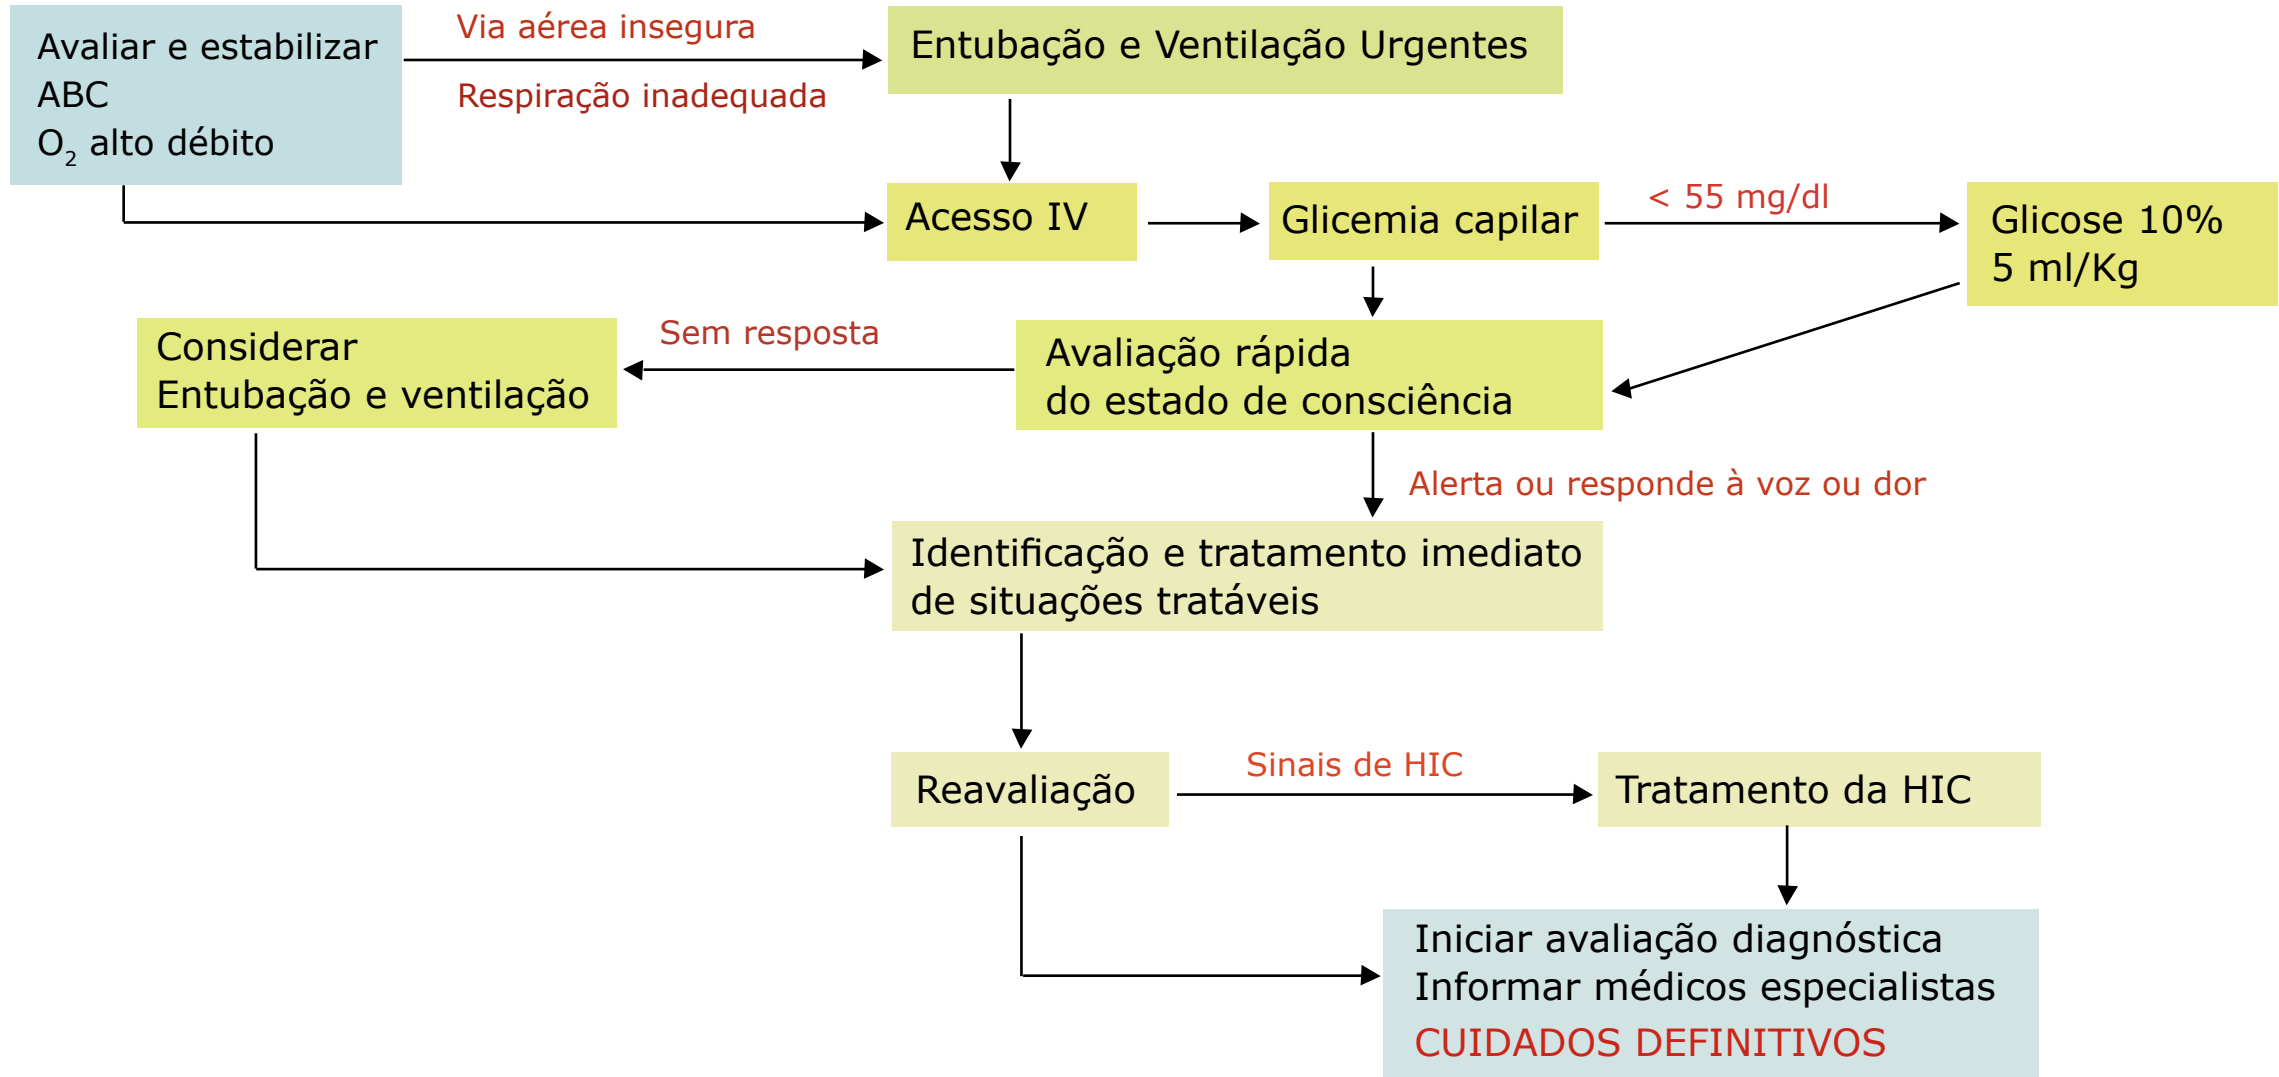 Avaliar e estabilizar
ABC
O₂ alto débito
Via aérea insegura
Respiração inadequada
Entubação e Ventilação Urgentes
Acesso IV
Glicemia capilar
< 55 mg/dl
Glicose 10%
5 ml/Kg
Considerar
Entubação e ventilação
Sem resposta
Avaliação rápida
do estado de consciência
Alerta ou responde à voz ou dor
Identificação e tratamento imediato
de situações tratáveis
Reavaliação
Sinais de HIC
Tratamento da HIC
Iniciar avaliação diagnóstica
Informar médicos especialistas
CUIDADOS DEFINITIVOS